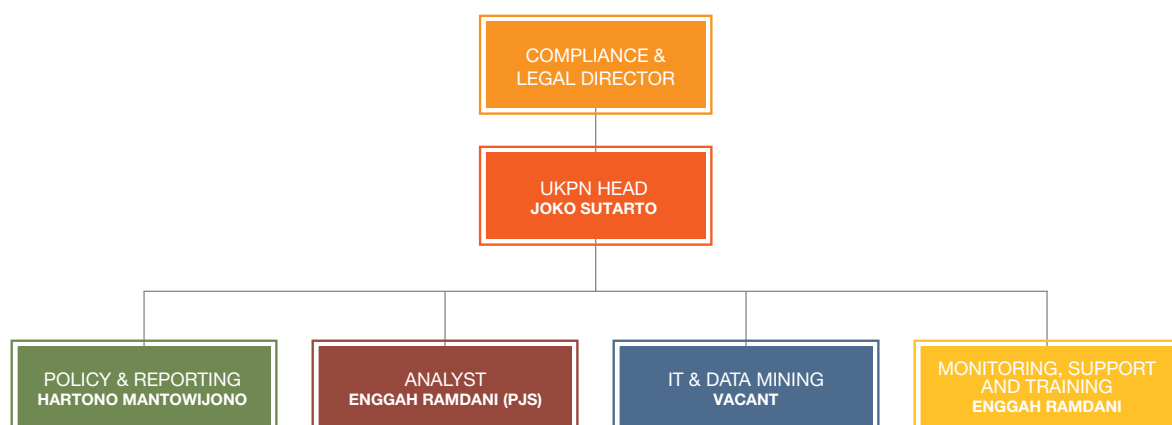 COMPLIANCE &
LEGAL DIRECTOR
UKPN HEAD
JOKO SUTARTO
POLICY & REPORTING
HARTONO MANTOWIJONO
ANALYST
ENGGAH RAMDANI (PJS)
IT & DATA MINING
VACANT
MONITORING, SUPPORT
AND TRAINING
ENGGAH RAMDANI